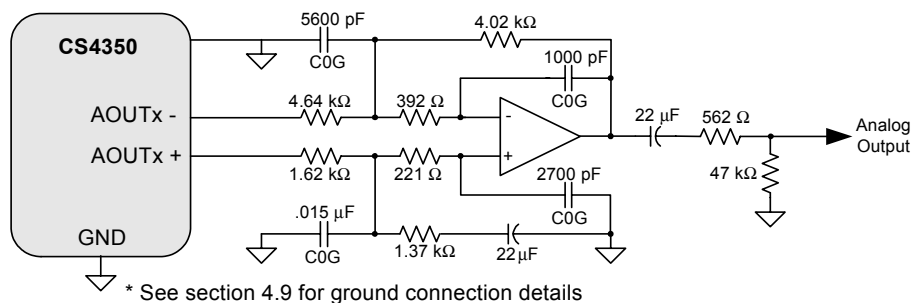 5600 pF
C0G
4.02 kΩ
1000 pF
C0G
CS4350
AOUTx -
4.64 kΩ
392 Ω
-
22 µF
562 Ω
Analog
Output
AOUTx +
1.62 kΩ
221 Ω
+
2700 pF
C0G
47 kΩ
.015 µF
C0G
1.37 kΩ
22µF
GND
* See section 4.9 for ground connection details